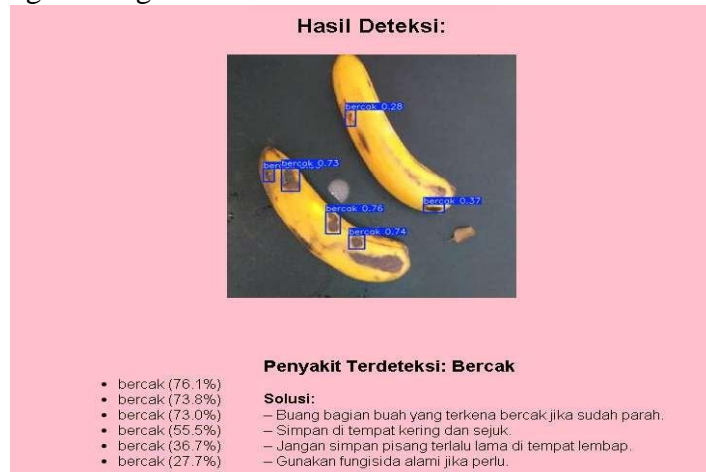 Hasil Deteksi:
bercak 0.28
bercak 0.73
bercak 0.37
bercak 0.76
bercak 0.74
Penyakit Terdeteksi: Bercak
• bercak (76.1%)
• bercak (73.8%)
• bercak (73.0%)
• bercak (55.5%)
• bercak (36.7%)
• bercak (27.7%)
Solusi:
– Buang bagian buah yang terkena bercak jika sudah parah.
– Simpan di tempat kering dan sejuk.
– Jangan simpan pisang terlalu lama di tempat lembap.
– Gunakan fungisida alami jika perlu.